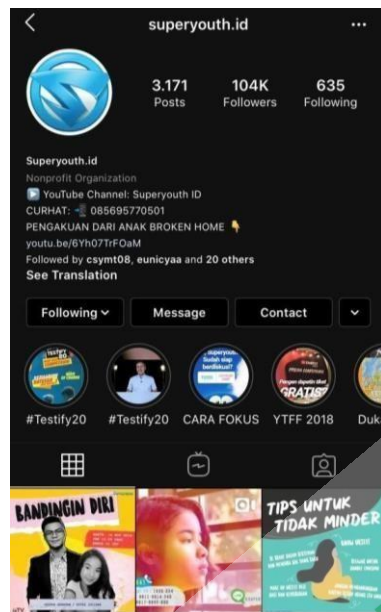 superyouth.id
3.171 104K 635
Posts Followers Following
Superyouth.id
Nonprofit Organization
YouTube Channel: Superyouth ID
CURHAT: 085695770501
PENGAKUAN DARI ANAK BROKEN HOME
youtu.be/6Yh07TrFOaM
Followed by csymt08, eunicyaa and 20 others
See Translation
Following Message Contact
#Testify20 #Testify20 CARA FOKUS YTFF 2018 Duk
BANDINGIN DIRI
TIPS UNTUK
TIDAK MINDER